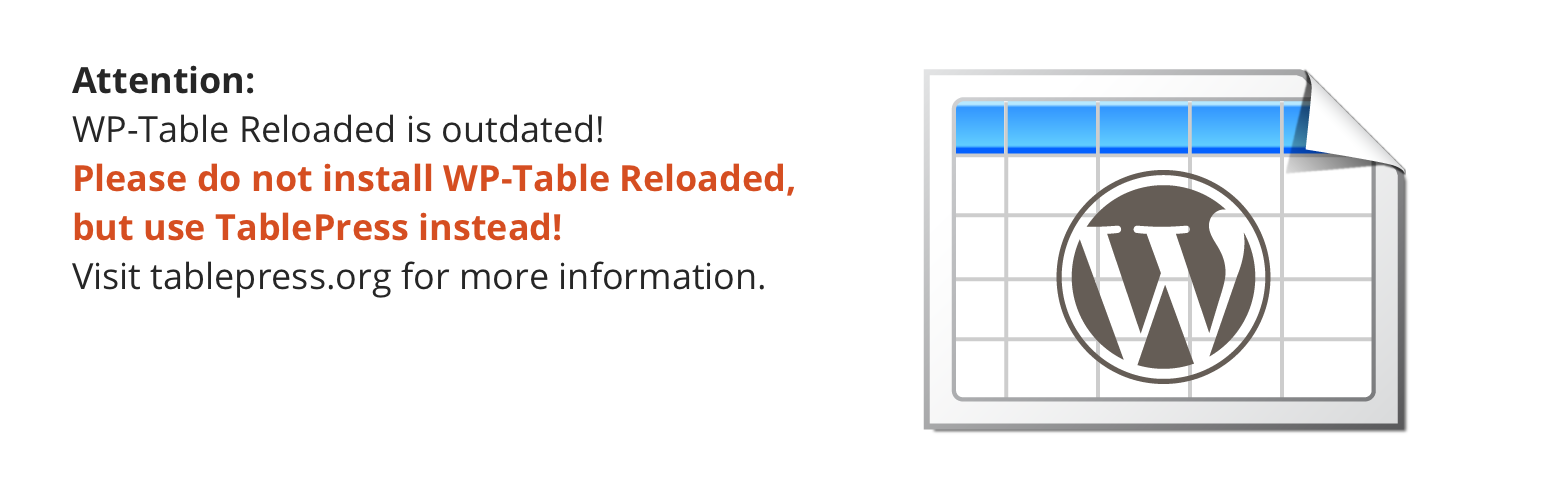 Attention:
WP-Table Reloaded is outdated!
Please do not install WP-Table Reloaded,
but use TablePress instead!
Visit tablepress.org for more information.